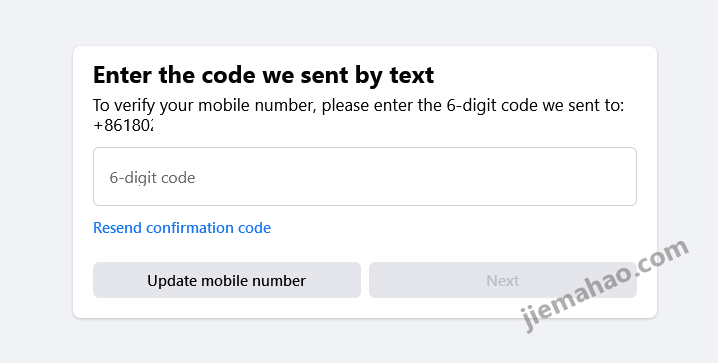 Enter the code we sent by text
To verify your mobile number, please enter the 6-digit code we sent to:
+861802
6-digit code
Resend confirmation code
Update mobile number
Next
jiemahao.com